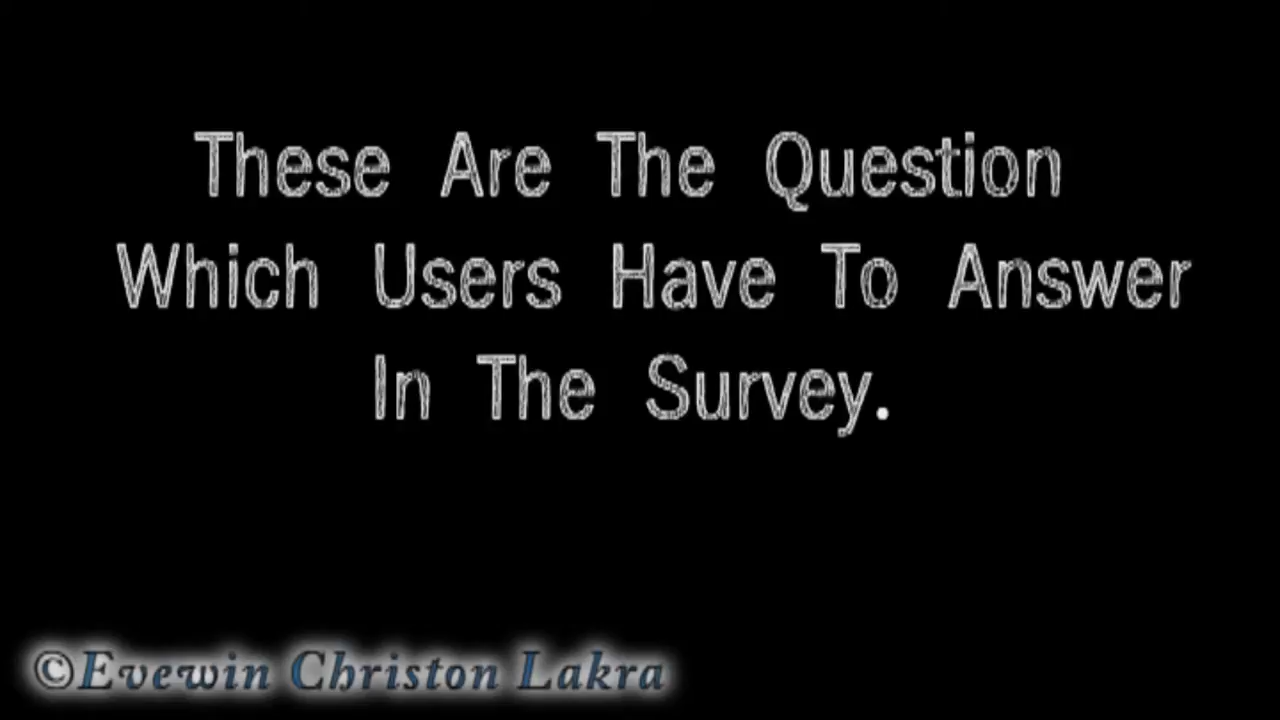 These Are The Question
Which Users Have To Answer
In The Survey.
©Evewin Christon Lakra